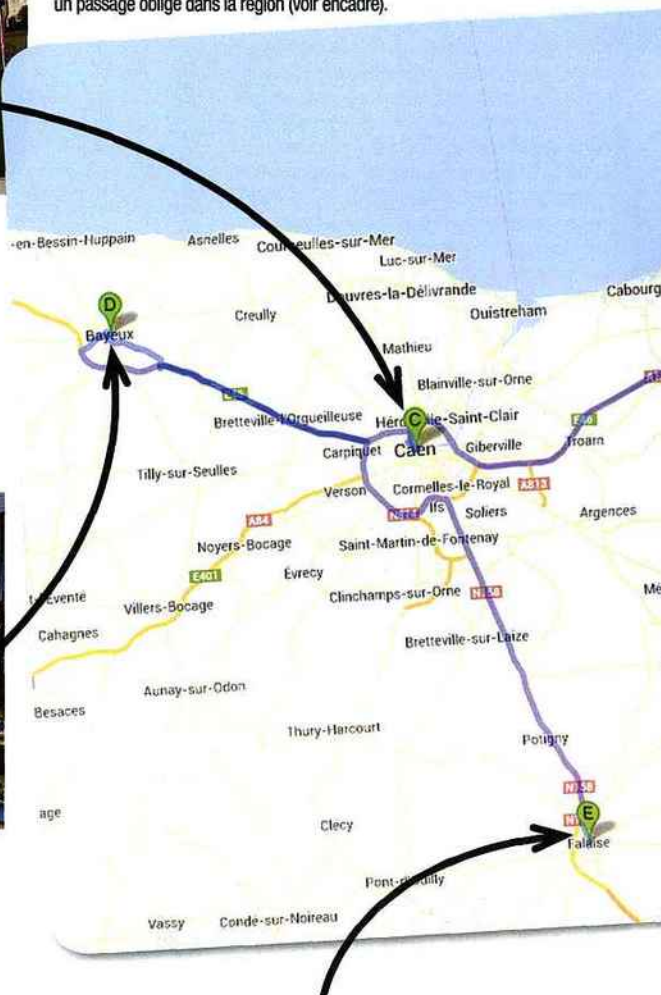 un passage obligé dans la région (voir encadré).
-en-Bessin-Huppain
Asnelles
Courseulles-sur-Mer
Luc-sur-Mer
Douvres-la-Délivrande
Cabourg
Creully
Ouistreham
D
Bayeux
Mathieu
Blainville-sur-Orne
Bretteville-l'Orgueilleuse
Hérouville-Saint-Clair
C
Caen
Giberville
Troarn
Carpiquet
Tilly-sur-Seulles
Verson
Cormelles-le-Royal
A813
Ifs
Soliers
Argences
A84
Noyers-Bocage
Saint-Martin-de-Fontenay
E401
Évrecy
Clinchamps-sur-Orne
N158
Villers-Bocage
Cahagnes
Bretteville-sur-Laize
Aunay-sur-Odon
Besaces
Thury-Harcourt
Potigny
N158
age
E
Clecy
Falaise
Pont-d'Ouilly
Vassy
Condé-sur-Noireau